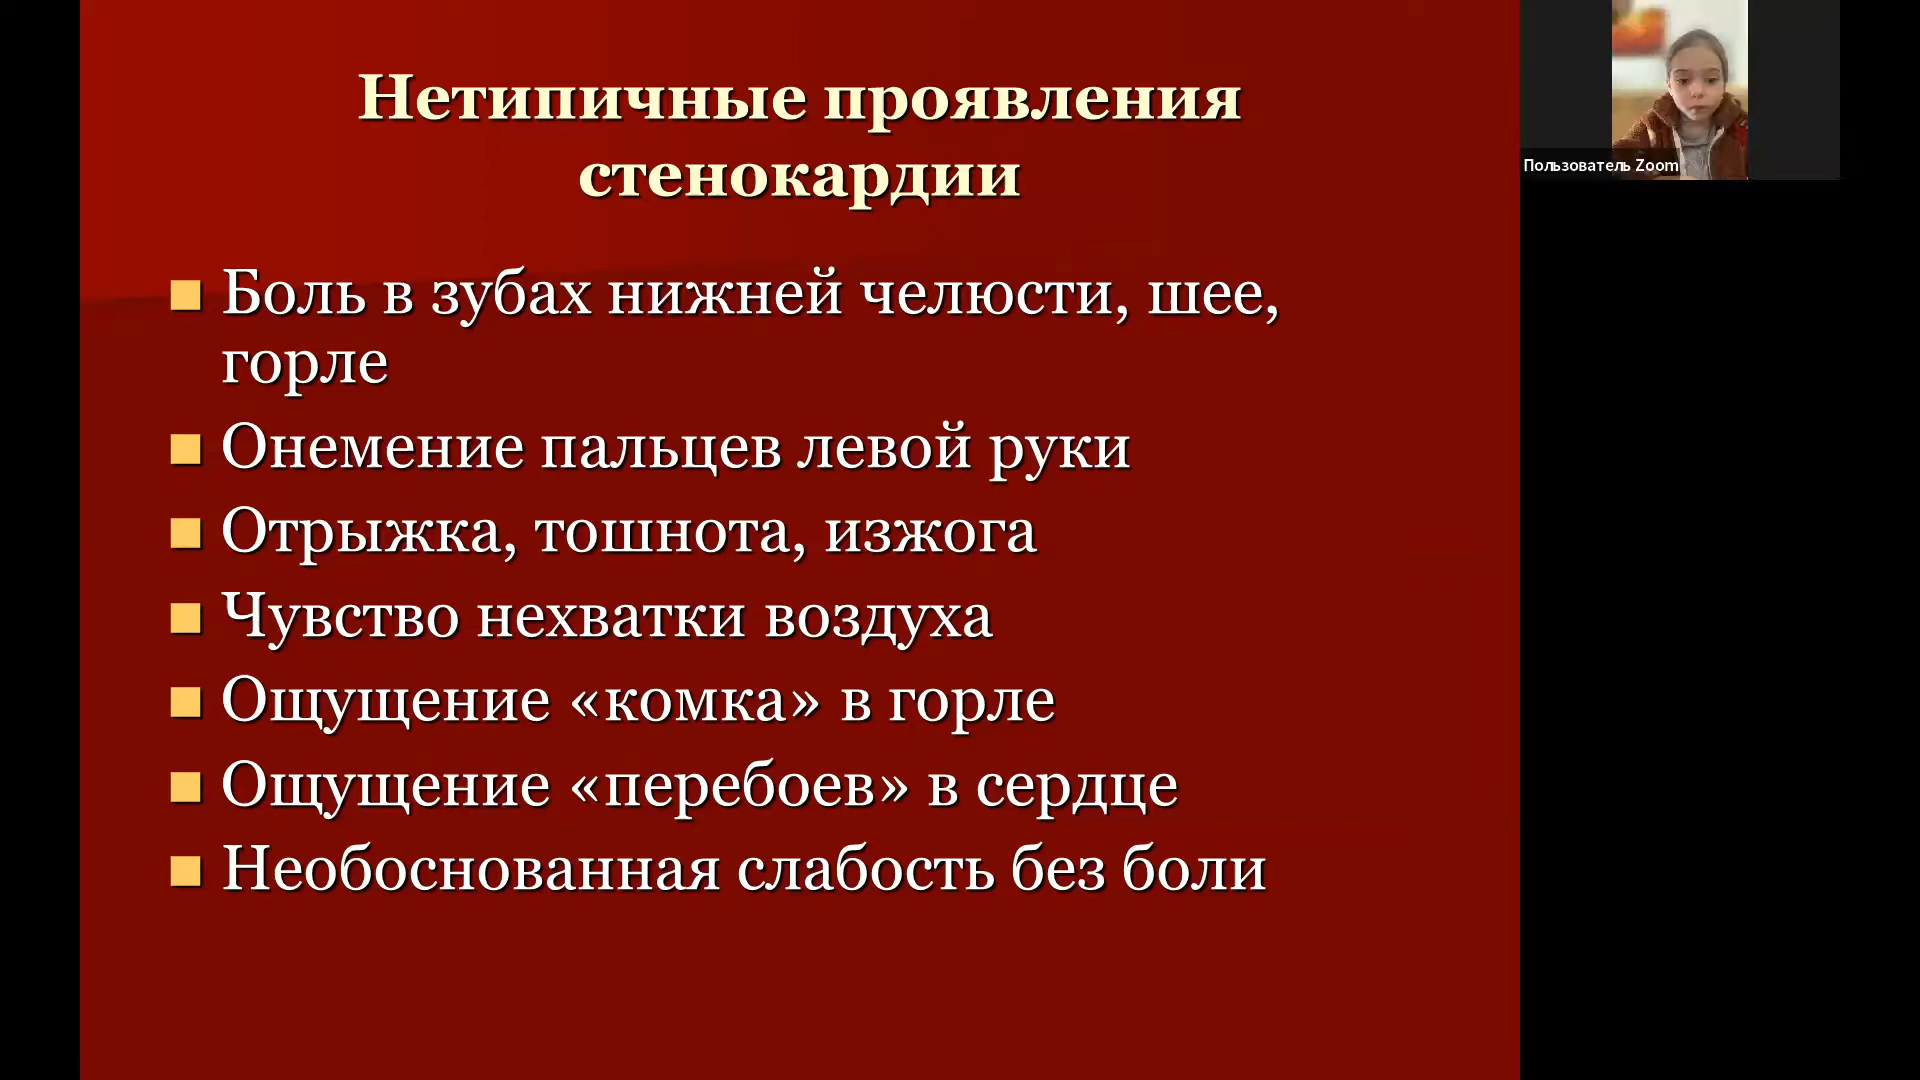 Нетипичные проявления
стенокардии
Боль в зубах нижней челюсти, шее,
горле
Онемение пальцев левой руки
Отрыжка, тошнота, изжога
Чувство нехватки воздуха
Ощущение «комка» в горле
Ощущение «перебоев» в сердце
Необоснованная слабость без боли
Пользователь Zoom